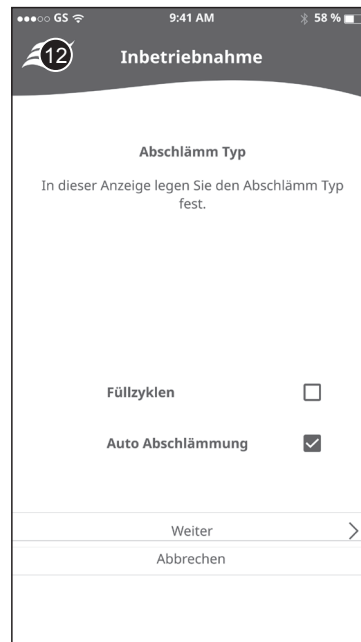 GS 9:41 AM 58 %
12 Inbetriebnahme
Abschlämm Typ
In dieser Anzeige legen Sie den Abschlämm Typ
fest.
Füllzyklen
Auto Abschlämmung
Weiter
Abbrechen